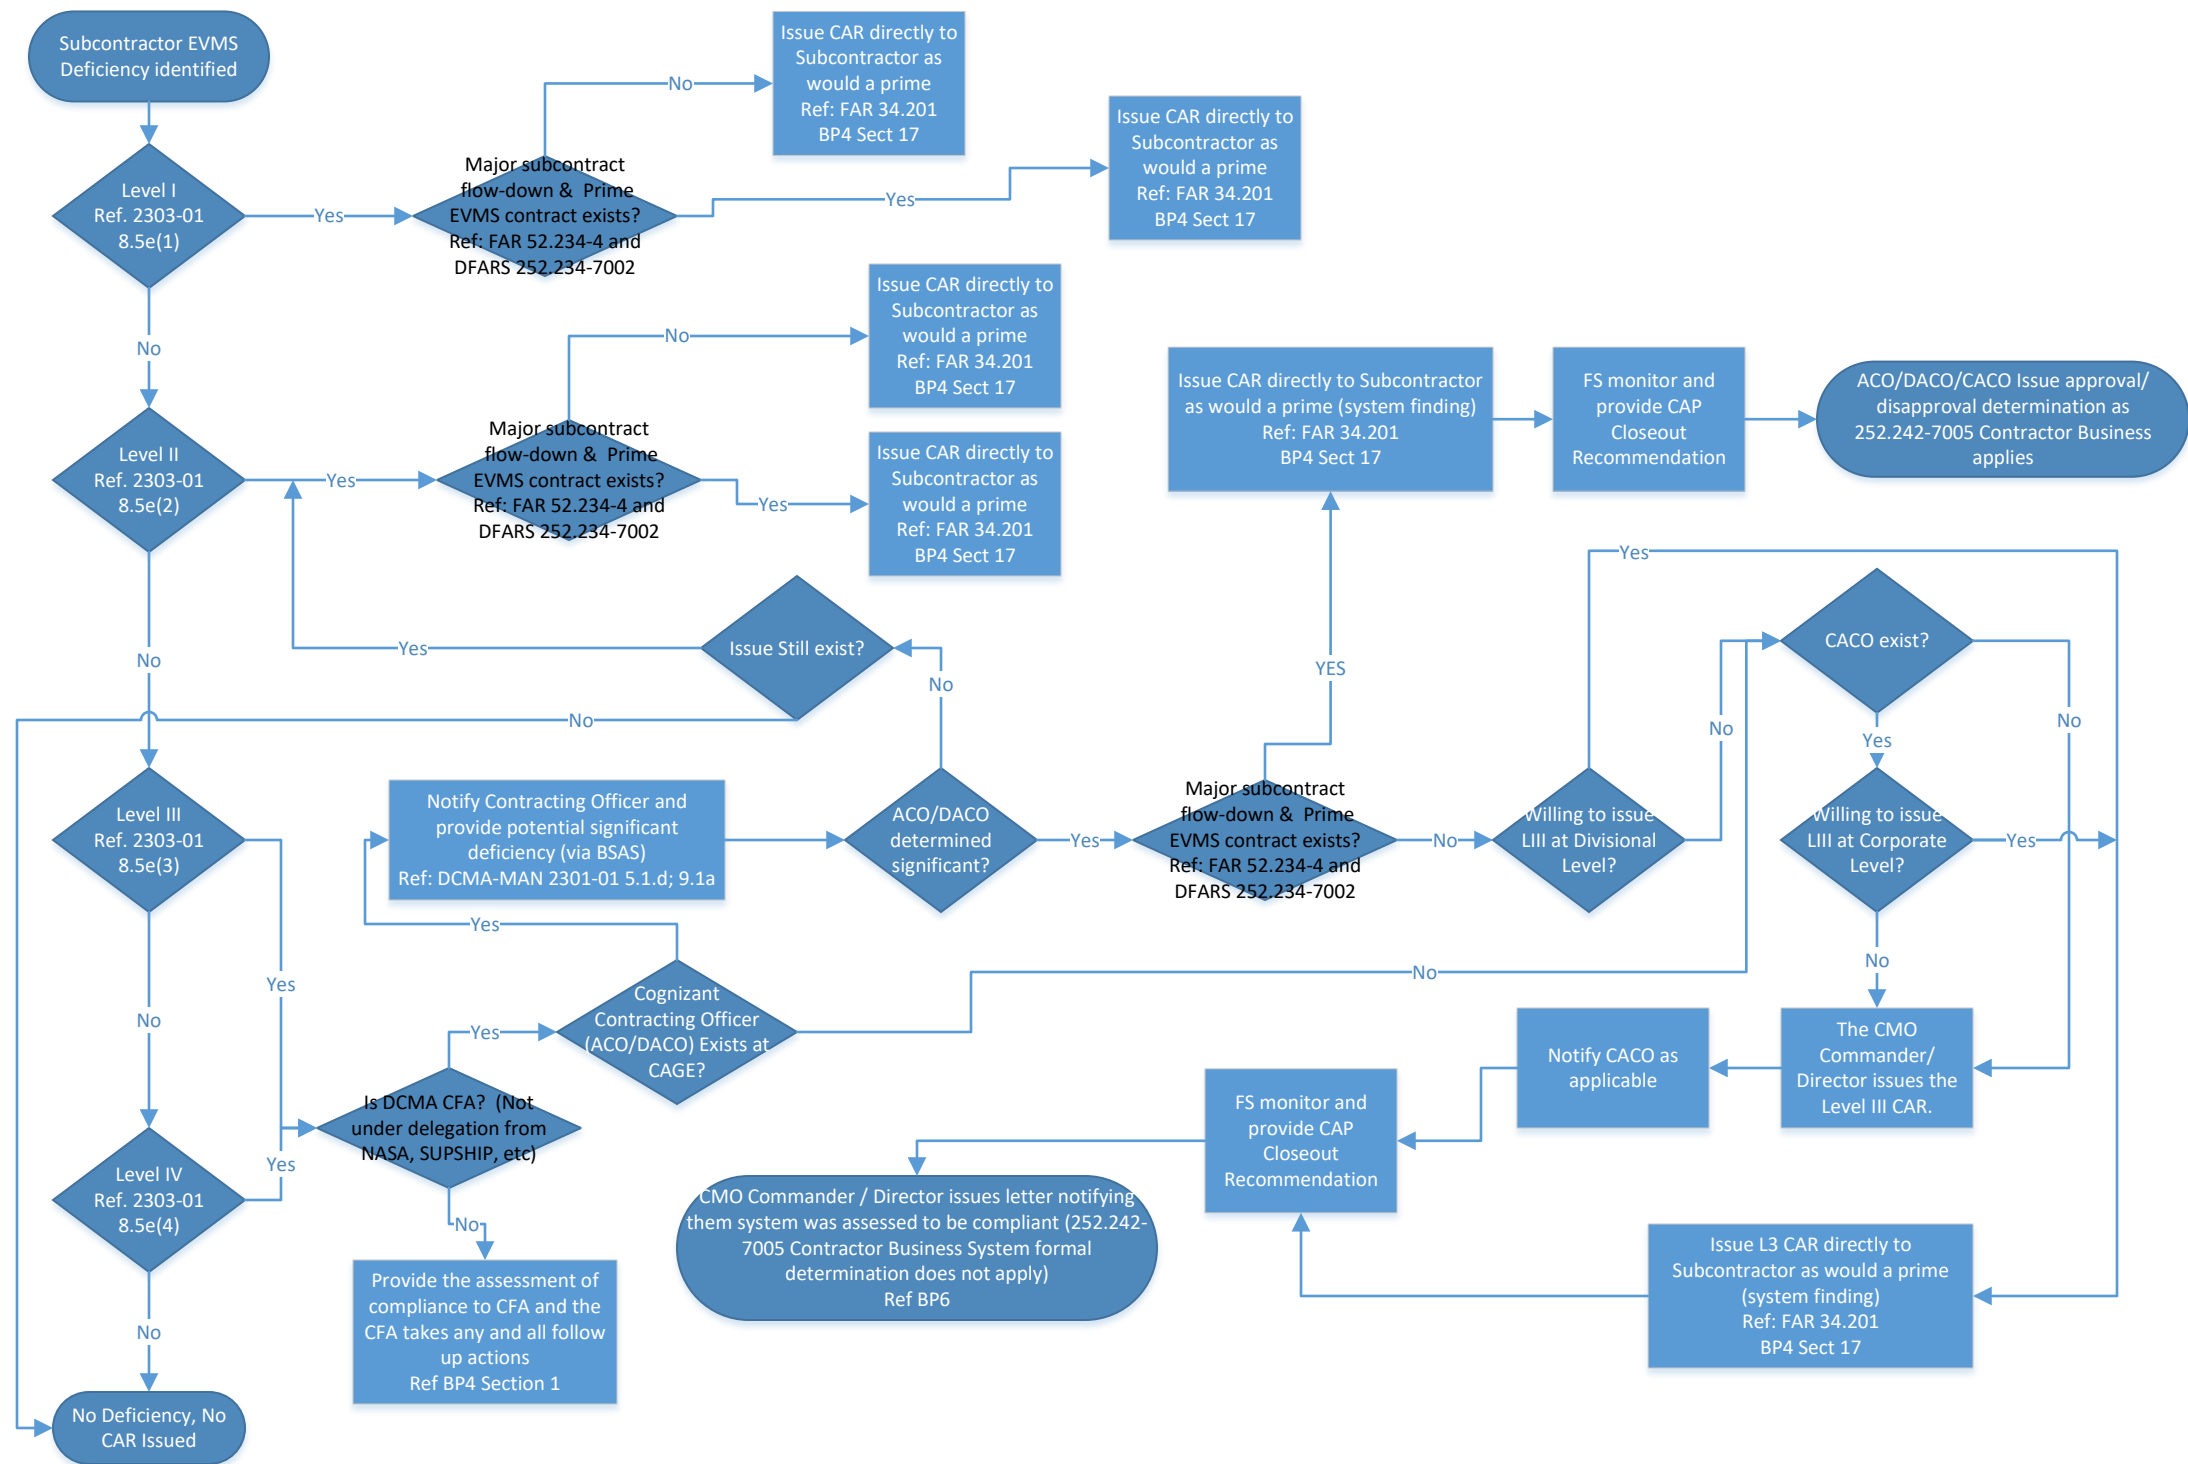 Subcontractor EVMS
Deficiency identified
Level I
Ref. 2303-01
8.5e(1)
Yes
No
Major subcontract
flow-down &  Prime
EVMS contract exists?
Ref: FAR 52.234-4 and
DFARS 252.234-7002
No
Issue CAR directly to
Subcontractor as
would a prime
Ref: FAR 34.201
BP4 Sect 17
Yes
Issue CAR directly to
Subcontractor as
would a prime
Ref: FAR 34.201
BP4 Sect 17
Level II
Ref. 2303-01
8.5e(2)
Yes
No
Major subcontract
flow-down &  Prime
EVMS contract exists?
Ref: FAR 52.234-4 and
DFARS 252.234-7002
No
Issue CAR directly to
Subcontractor as
would a prime
Ref: FAR 34.201
BP4 Sect 17
Yes
Issue CAR directly to
Subcontractor as
would a prime
Ref: FAR 34.201
BP4 Sect 17
Issue CAR directly to Subcontractor
as would a prime (system finding)
Ref: FAR 34.201
BP4 Sect 17
FS monitor and
provide CAP
Closeout
Recommendation
ACO/DACO/CACO Issue approval/
disapproval determination as
252.242-7005 Contractor Business
applies
Yes
Issue Still exist?
Yes
No
No
YES
CACO exist?
No
Yes
No
Level III
Ref. 2303-01
8.5e(3)
Yes
No
Notify Contracting Officer and
provide potential significant
deficiency (via BSAS)
Ref: DCMA-MAN 2301-01 5.1.d; 9.1a
ACO/DACO
determined
significant?
Yes
Major subcontract
flow-down &  Prime
EVMS contract exists?
Ref: FAR 52.234-4 and
DFARS 252.234-7002
No
Willing to issue
LIII at Divisional
Level?
Willing to issue
LIII at Corporate
Level?
Yes
No
Yes
Cognizant
Contracting Officer
(ACO/DACO) Exists at
CAGE?
No
Yes
Is DCMA CFA?  (Not
under delegation from
NASA, SUPSHIP, etc)
No
Provide the assessment of
compliance to CFA and the
CFA takes any and all follow
up actions
Ref BP4 Section 1
Level IV
Ref. 2303-01
8.5e(4)
Yes
No
No Deficiency, No
CAR Issued
The CMO
Commander/
Director issues the
Level III CAR.
Notify CACO as
applicable
FS monitor and
provide CAP
Closeout
Recommendation
CMO Commander / Director issues letter notifying
them system was assessed to be compliant (252.242-
7005 Contractor Business System formal
determination does not apply)
Ref BP6
Issue L3 CAR directly to
Subcontractor as would a prime
(system finding)
Ref: FAR 34.201
BP4 Sect 17